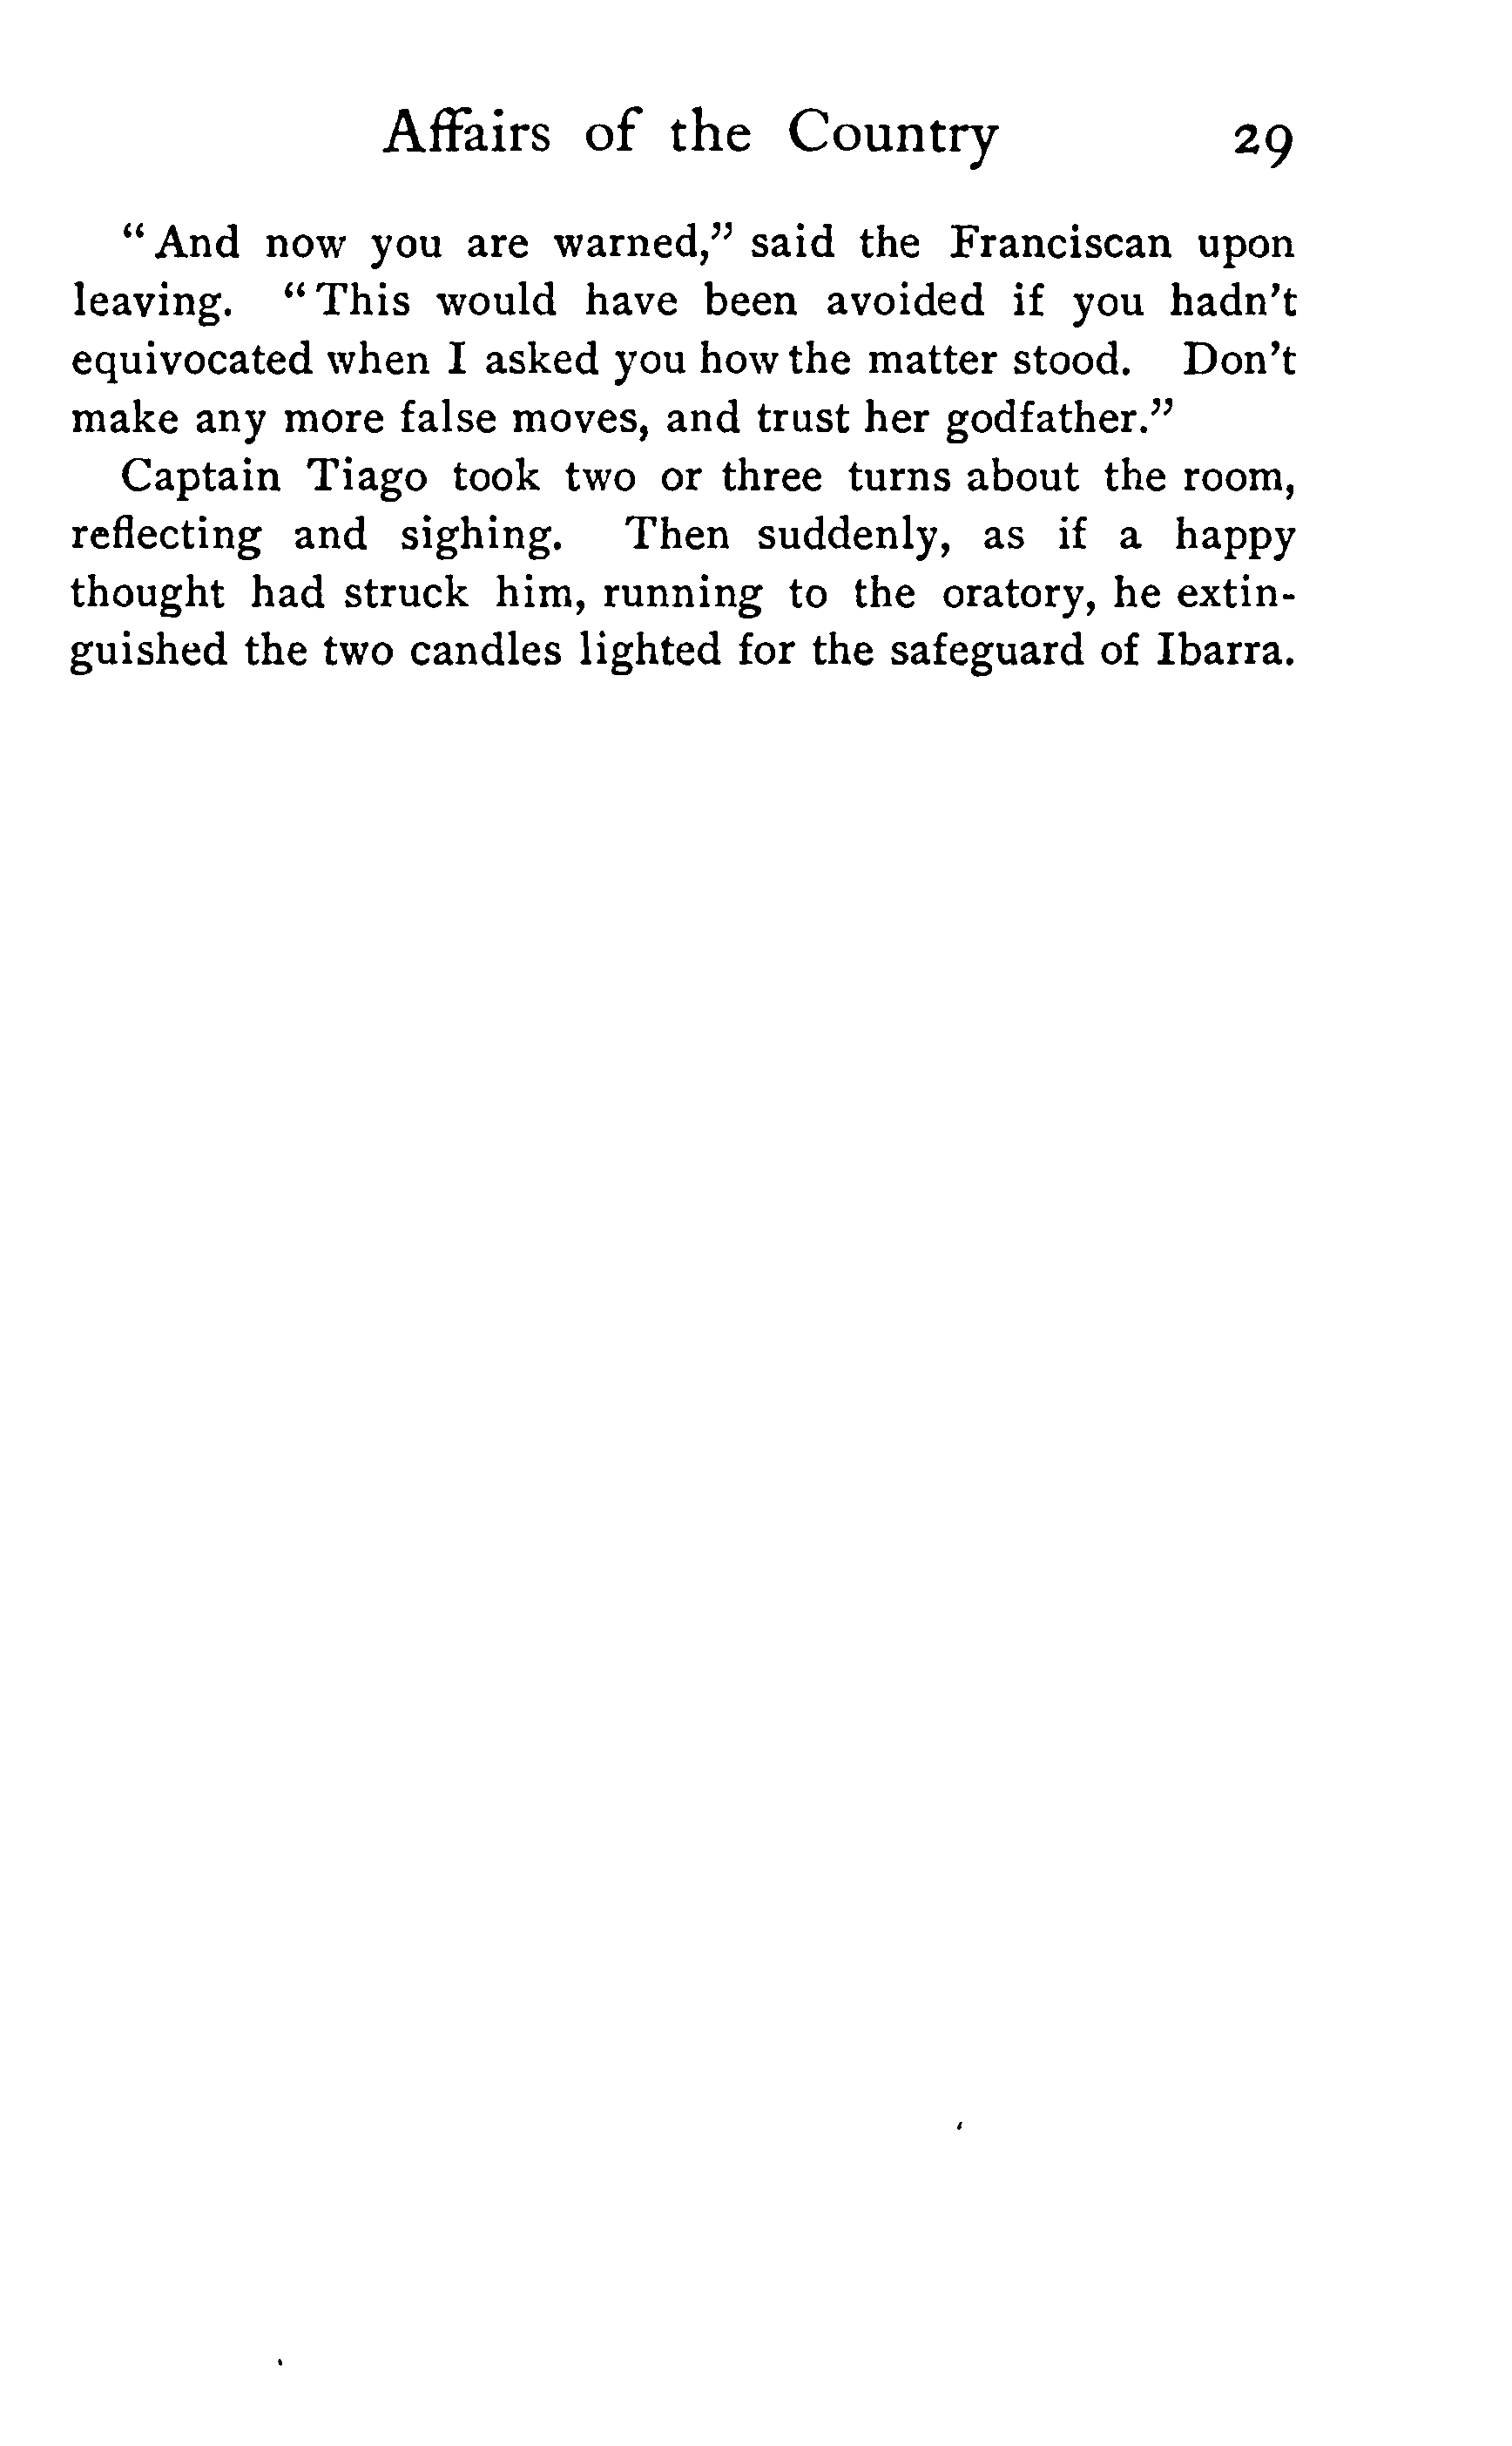 Affairs of the Country 29
“And now you are warned,” said the Franciscan upon
leaving. “This would have been avoided if you hadn't
equivocated when I asked you how the matter stood. Don't
make any more false moves, and trust her godfather.”
Captain Tiago took two or three turns about the room,
reflecting and sighing. Then suddenly, as if a happy
thought had struck him, running to the oratory, he extin-
guished the two candles lighted for the safeguard of Ibarra.